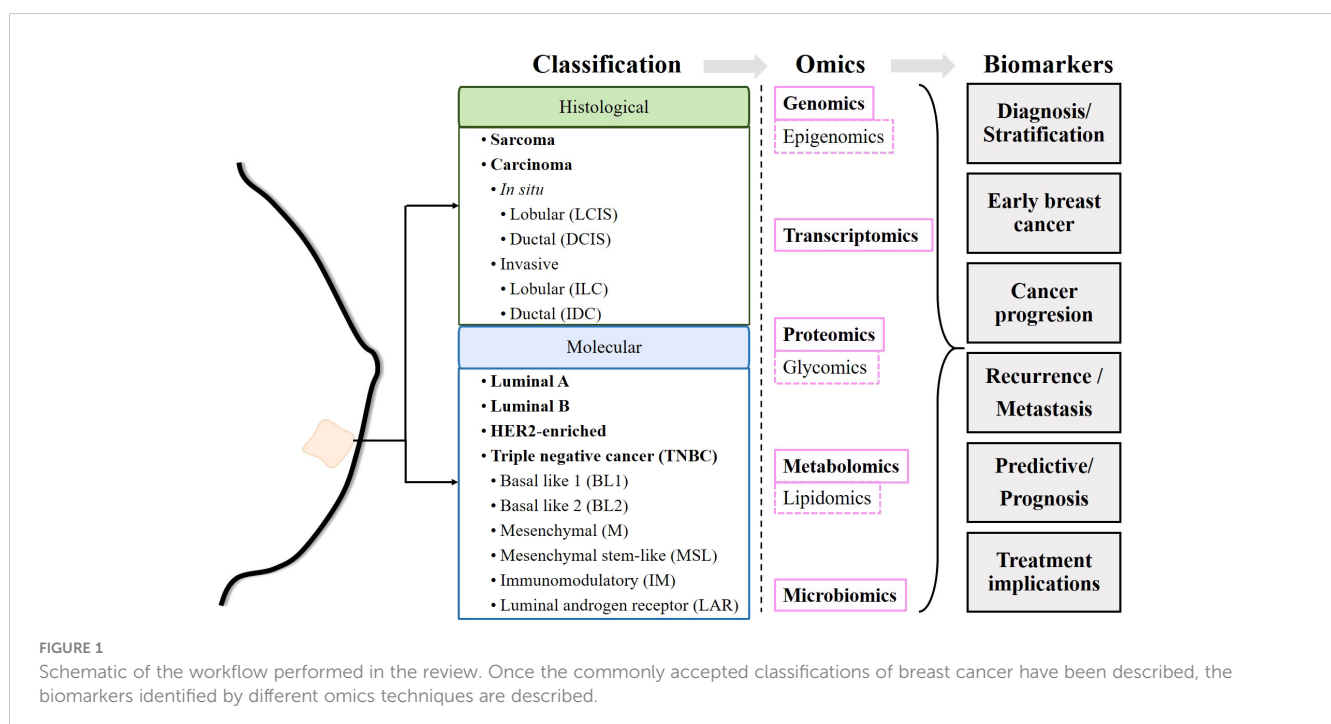 Classification
Omics
Biomarkers
Histological
• Sarcoma
• Carcinoma
• In situ
• Lobular (LCIS)
• Ductal (DCIS)
• Invasive
• Lobular (ILC)
• Ductal (IDC)
Molecular
• Luminal A
• Luminal B
• HER2-enriched
• Triple negative cancer (TNBC)
• Basal like 1 (BL1)
• Basal like 2 (BL2)
• Mesenchymal (M)
• Mesenchymal stem-like (MSL)
• Immunomodulatory (IM)
• Luminal androgen receptor (LAR)
Genomics
Epigenomics
Transcriptomics
Proteomics
Glycomics
Metabolomics
Lipidomics
Microbiomics
Diagnosis/
Stratification
Early breast
cancer
Cancer
progresion
Recurrence /
Metastasis
Predictive/
Prognosis
Treatment
implications
FIGURE 1
Schematic of the workflow performed in the review. Once the commonly accepted classifications of breast cancer have been described, the
biomarkers identified by different omics techniques are described.